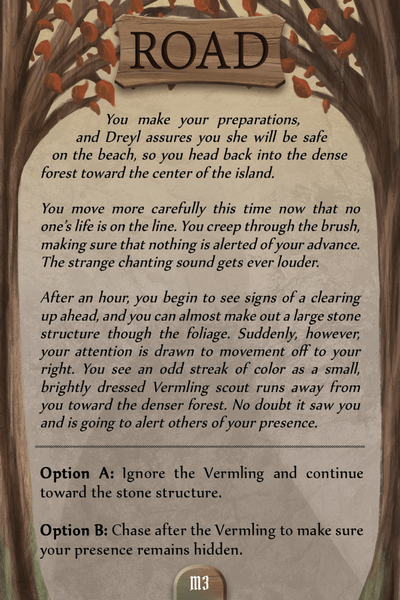 ROAD
You make your preparations,
and Dreyl assures you she will be safe
on the beach, so you head back into the dense
forest toward the center of the island.
You move more carefully this time now that no
one's life is on the line. You creep through the brush,
making sure that nothing is alerted of your advance.
The strange chanting sound gets ever louder.
After an hour, you begin to see signs of a clearing
up ahead, and you can almost make out a large stone
structure though the foliage. Suddenly, however,
your attention is drawn to movement off to your
right. You see an odd streak of color as a small,
brightly dressed Vermling scout runs away from
you toward the denser forest. No doubt it saw you
and is going to alert others of your presence.
Option A: Ignore the Vermling and continue
toward the stone structure.
Option B: Chase after the Vermling to make sure
your presence remains hidden.
M3